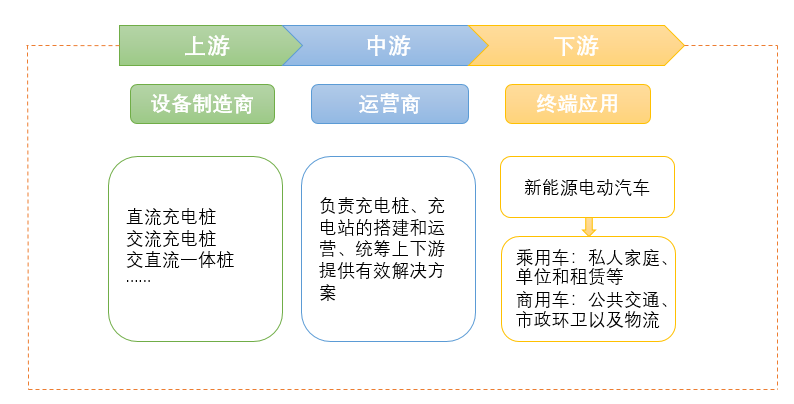 上游
中游
下游
设备制造商
运营商
终端应用
直流充电桩
交流充电桩
交直流一体桩
......
负责充电桩、充
电站的搭建和运
营、统筹上下游
提供有效解决方
案
新能源电动汽车
乘用车：私人家庭、
单位和租赁等
商用车：公共交通、
市政环卫以及物流